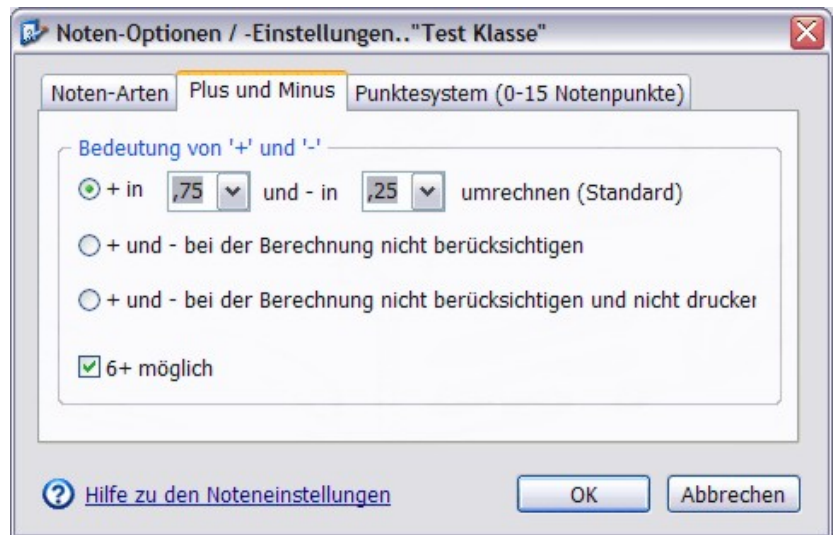 Noten-Optionen / -Einstellungen.."Test Klasse"
Noten-Arten Plus und Minus Punktesystem (0-15 Notenpunkte)
Bedeutung von '+' und '-'
+ in ,75 und - in ,25 umrechnen (Standard)
+ und - bei der Berechnung nicht berücksichtigen
+ und - bei der Berechnung nicht berücksichtigen und nicht drucker
6+ möglich
Hilfe zu den Noteneinstellungen OK Abbrechen